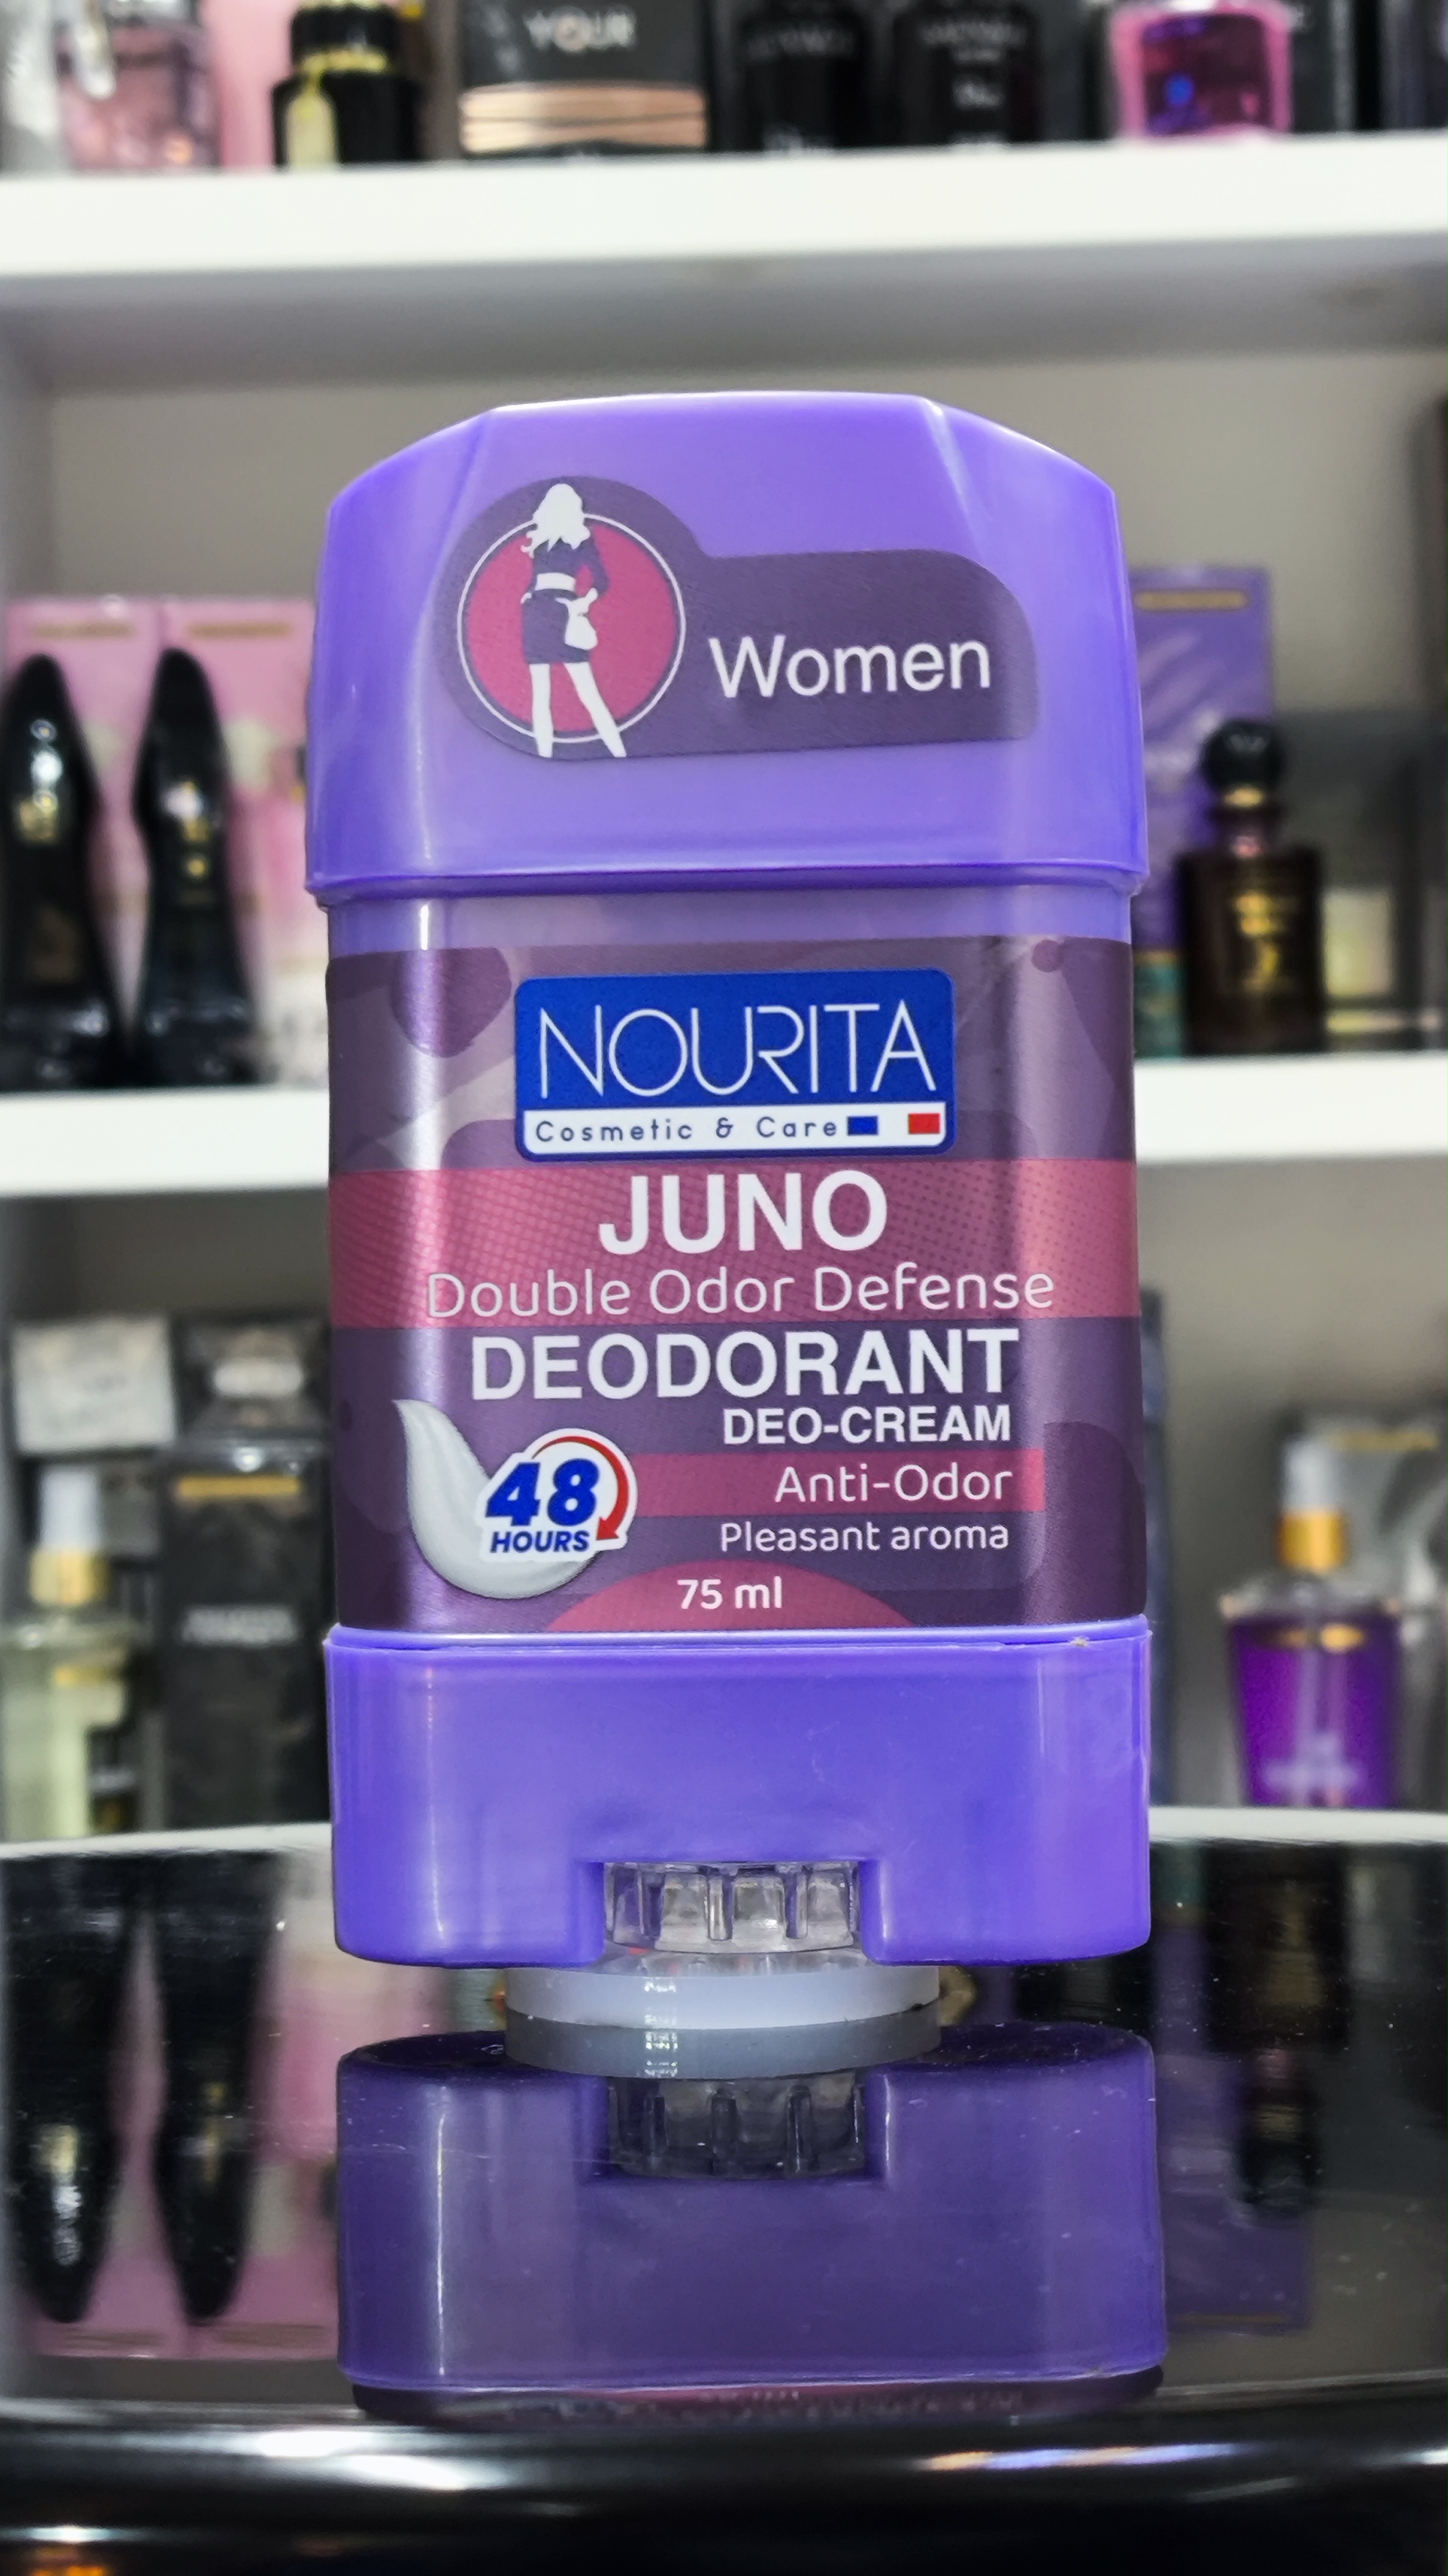 YOUR
Women
NOURITA
Cosmetic & Care
JUNO
Double Odor Defense
DEODORANT
DEO-CREAM
48
HOURS
Anti-Odor
Pleasant aroma
75 ml